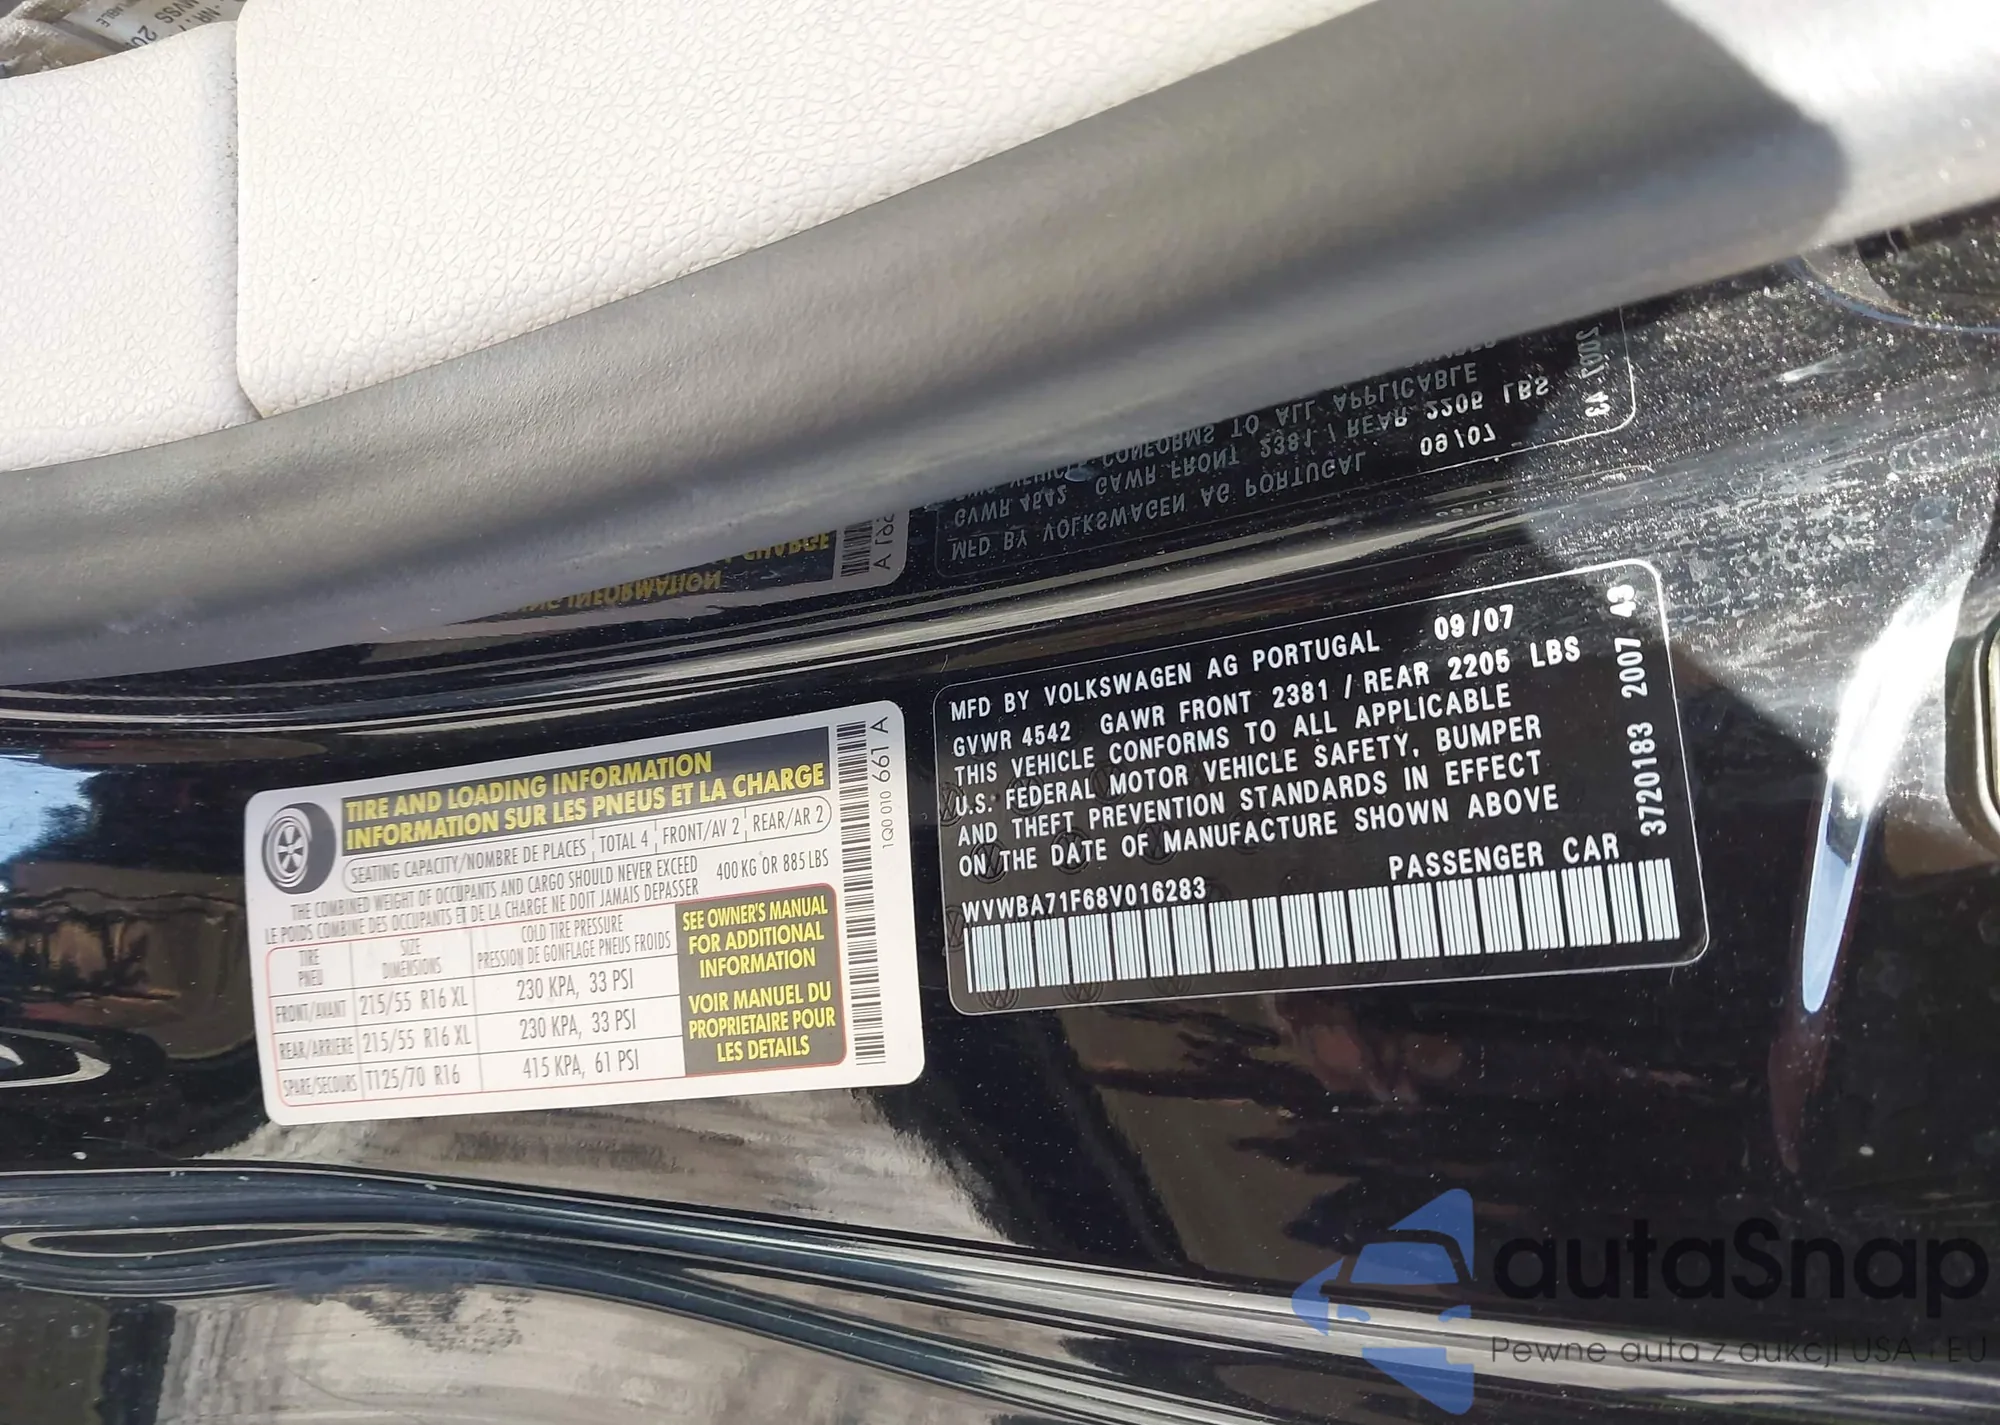 TIRE AND LOADING INFORMATION
INFORMATION SUR LES PNEUS ET LA CHARGE
SEATING CAPACITY/NOMBRE DE PLACES TOTAL 4 FRONT/AV 2 REAR/AR 2
THE COMBINED WEIGHT OF OCCUPANTS AND CARGO SHOULD NEVER EXCEED
LE POIDS COMBINE DES OCCUPANTS ET DE LA CHARGE NE DOIT JAMAIS DEPASSER
400 KG OR 885 LBS
TIRE SIZE COLD TIRE PRESSURE
PNEU DIMENSIONS PRESSION DE GONFLAGE PNEUS FROIDS
FRONT/AVANT 215/55 R16 XL 230 KPA, 33 PSI
REAR/ARRIERE 215/55 R16 XL 230 KPA, 33 PSI
SPARE/SECOURS T125/70 R16 415 KPA, 61 PSI
SEE OWNER'S MANUAL
FOR ADDITIONAL
INFORMATION
VOIR MANUEL DU
PROPRIETAIRE POUR
LES DETAILS
1Q0 010 661 A
MFD BY VOLKSWAGEN AG PORTUGAL 09/07
GVWR 4542 GAWR FRONT 2381 / REAR 2205 LBS
THIS VEHICLE CONFORMS TO ALL APPLICABLE
U.S. FEDERAL MOTOR VEHICLE SAFETY, BUMPER
AND THEFT PREVENTION STANDARDS IN EFFECT
ON THE DATE OF MANUFACTURE SHOWN ABOVE
PASSENGER CAR
WVWBA71F68V016283
3720183 2007 43
autaSnap
Pewne auta z aukcji USA i EU